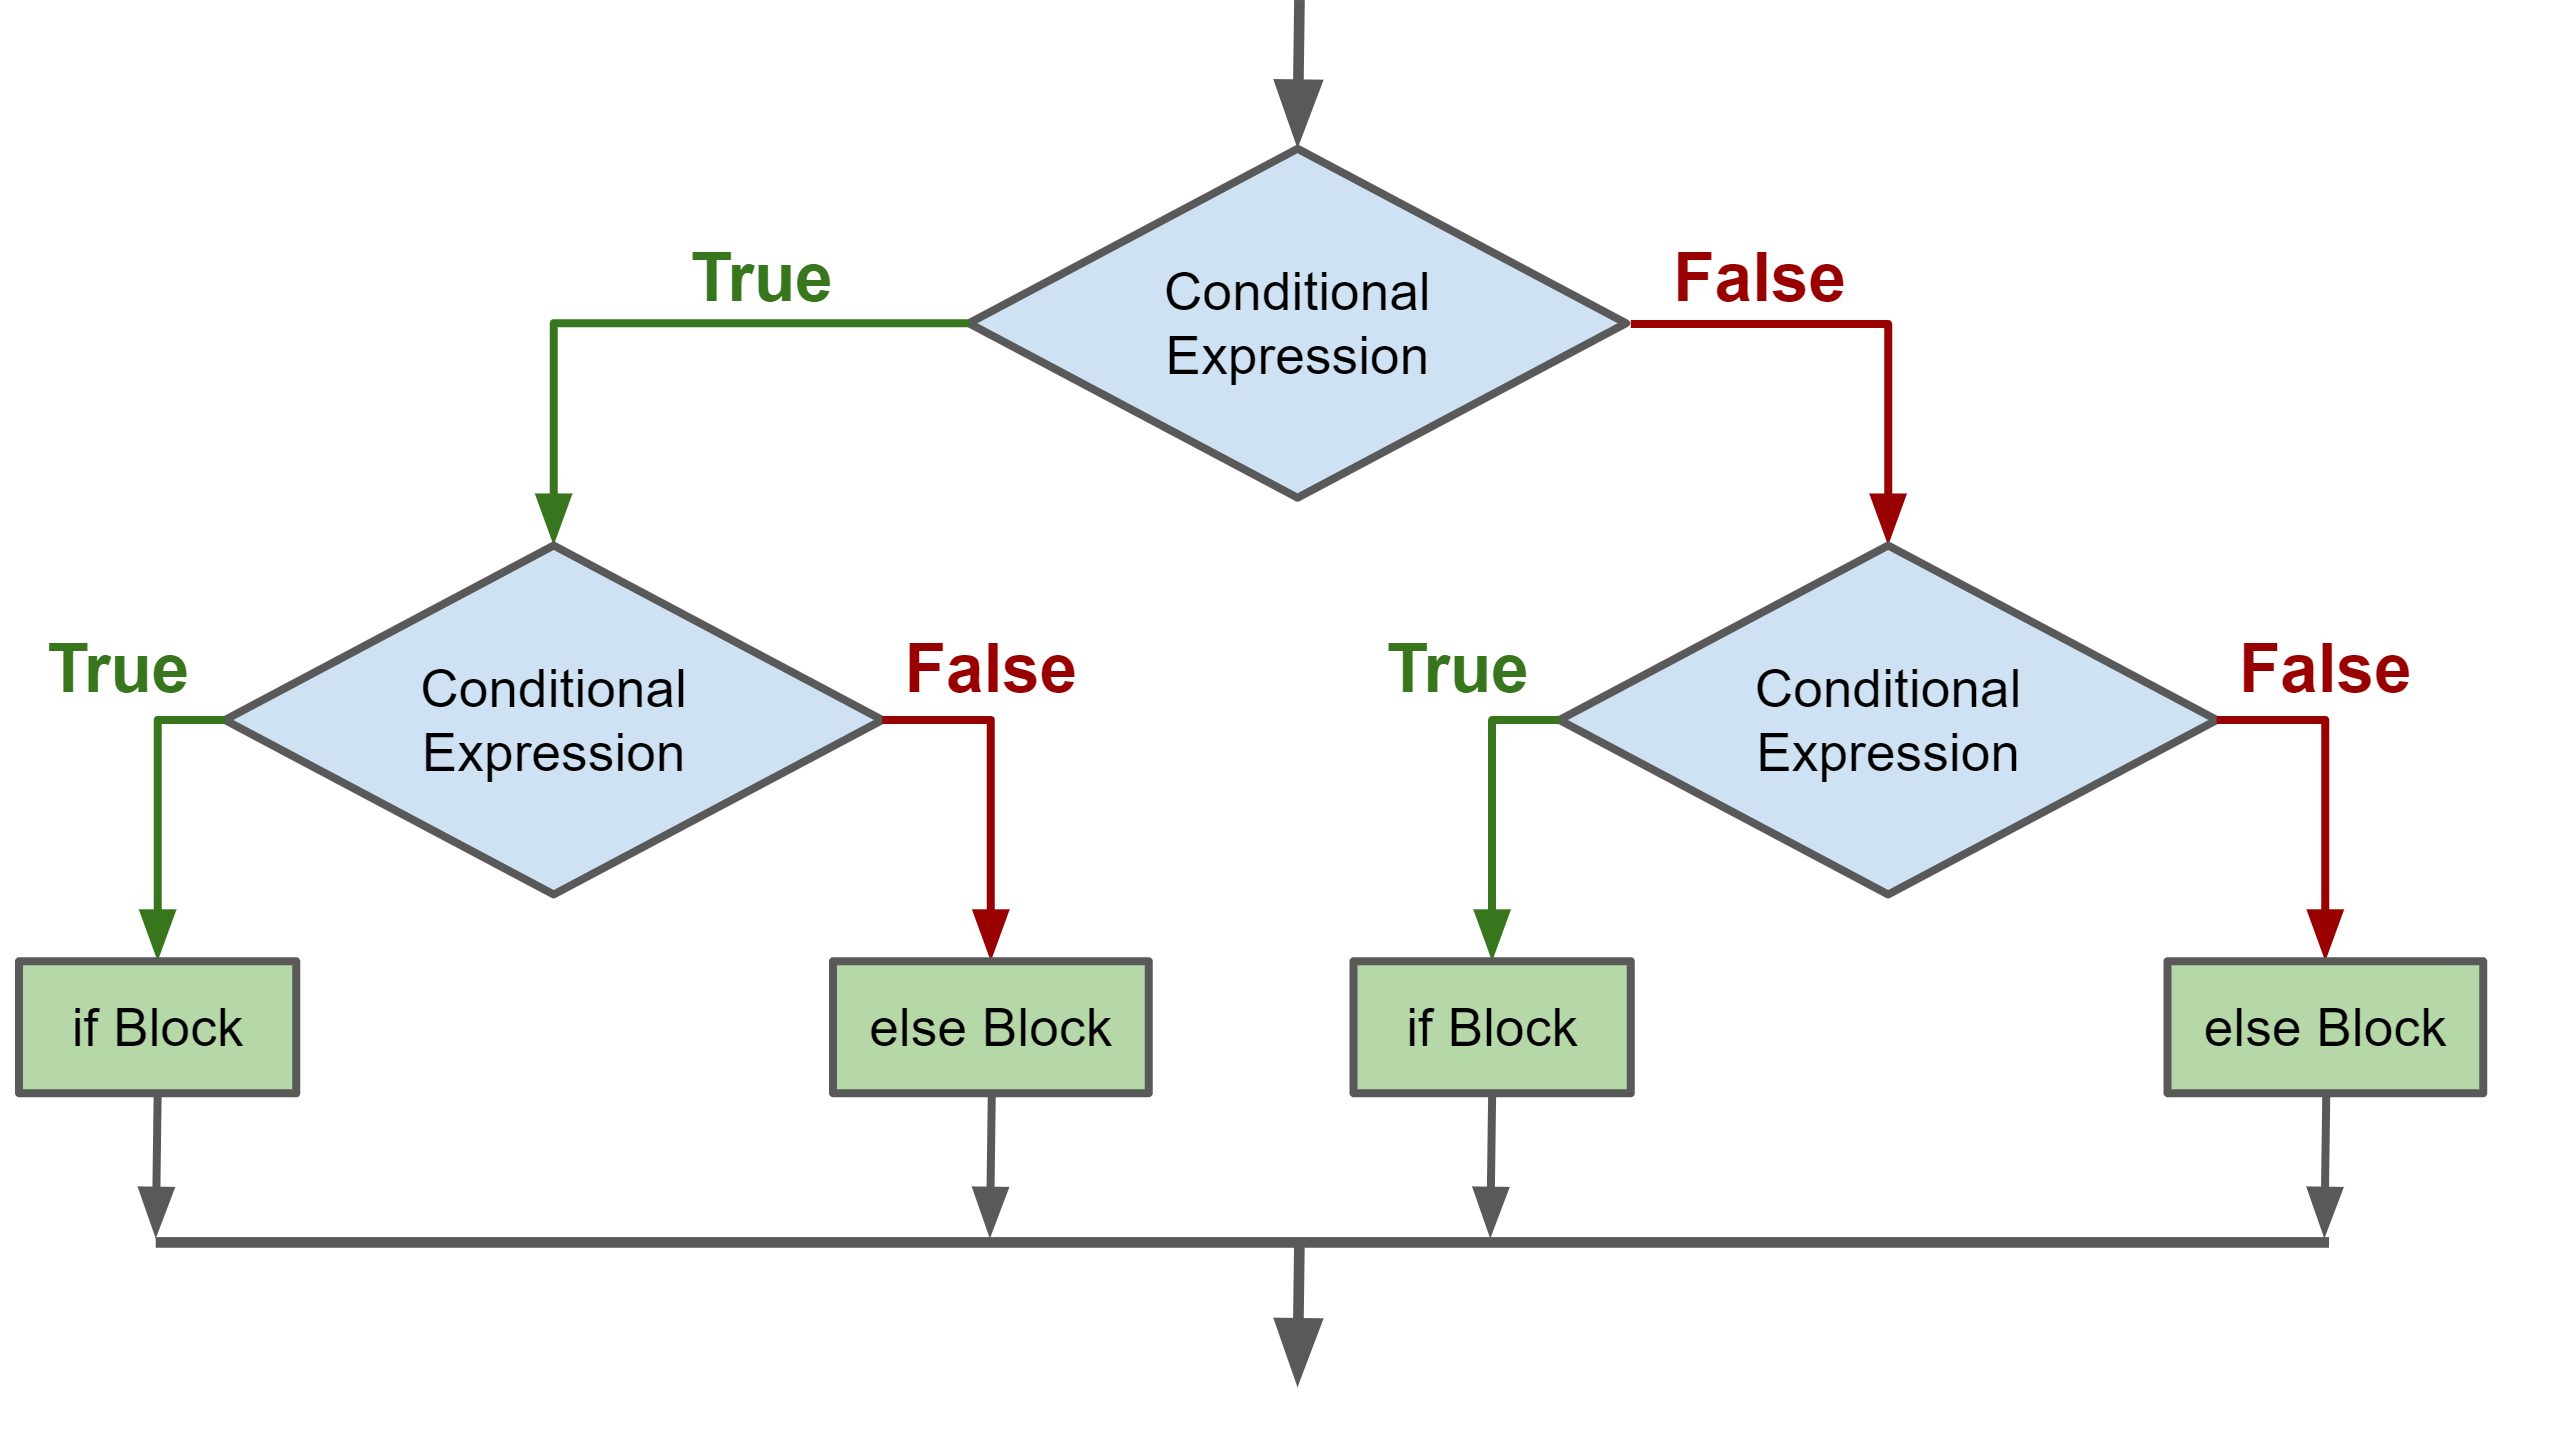 True
False
Conditional
Expression
True
False
True
False
Conditional
Expression
Conditional
Expression
if Block
else Block
if Block
else Block